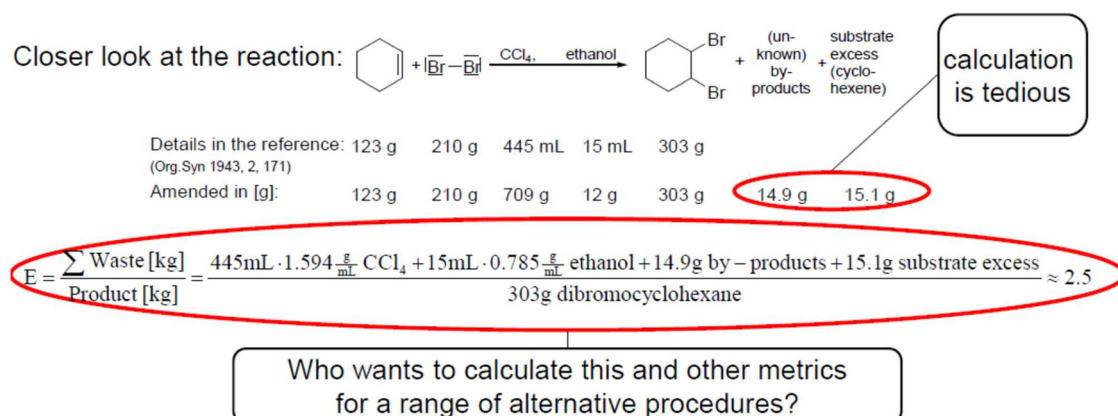 Closer look at the reaction:
+ |Br—Br|
CCl₄, ethanol
Br
Br
+ (un-
known)
by-
products
+ substrate
excess
(cyclo-
hexene)
calculation
is tedious
Details in the reference: 123 g 210 g 445 mL 15 mL 303 g
(Org.Syn 1943, 2, 171)
Amended in [g]: 123 g 210 g 709 g 12 g 303 g 14.9 g 15.1 g
E = ∑ Waste [kg] / Product [kg] = 445mL·1.594 g/mL CCl₄ + 15mL·0.785 g/mL ethanol + 14.9g by – products + 15.1g substrate excess / 303g dibromocyclohexane ≈ 2.5
Who wants to calculate this and other metrics
for a range of alternative procedures?